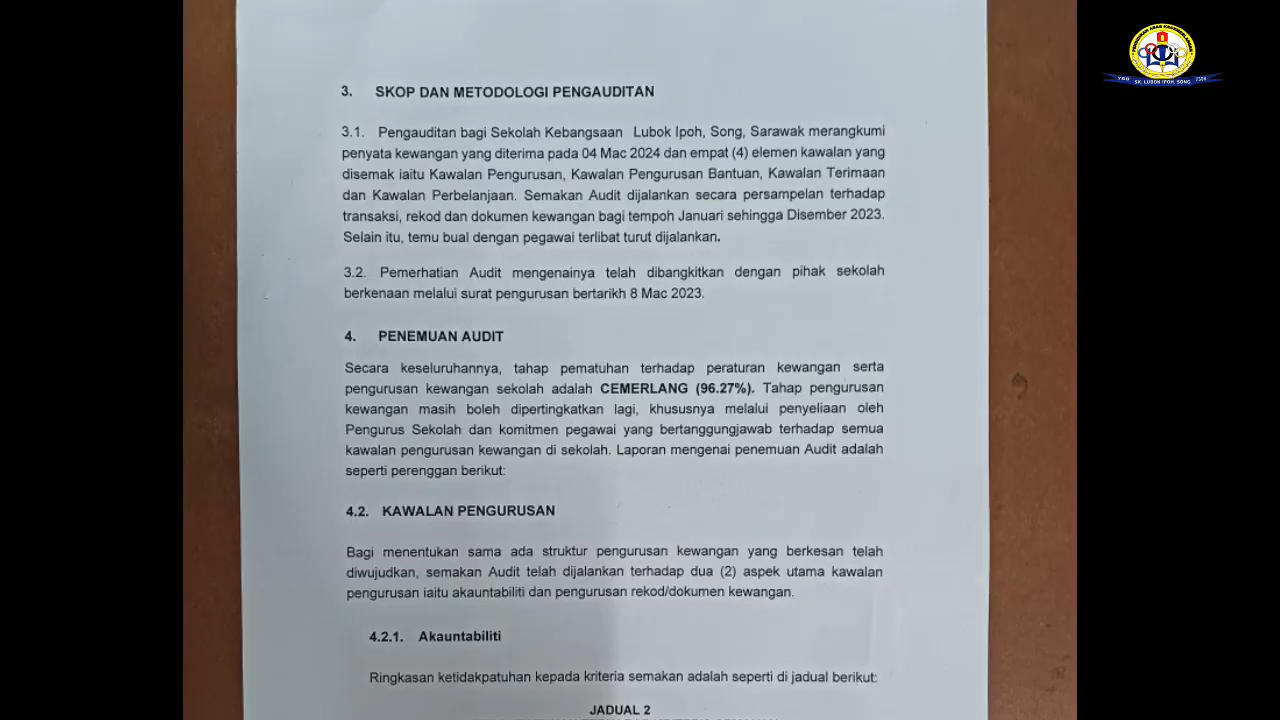 3. SKOP DAN METODOLOGI PENGAUDITAN
3.1. Pengauditan bagi Sekolah Kebangsaan Lubok Ipoh, Song, Sarawak merangkumi
penyata kewangan yang diterima pada 04 Mac 2024 dan empat (4) elemen kawalan yang
disemak iaitu Kawalan Pengurusan, Kawalan Pengurusan Bantuan, Kawalan Terimaan
dan Kawalan Perbelanjaan. Semakan Audit dijalankan secara persampelan terhadap
transaksi, rekod dan dokumen kewangan bagi tempoh Januari sehingga Disember 2023.
Selain itu, temu bual dengan pegawai terlibat turut dijalankan.
3.2. Pemerhatian Audit mengenainya telah dibangkitkan dengan pihak sekolah
berkenaan melalui surat pengurusan bertarikh 8 Mac 2023.
4. PENEMUAN AUDIT
Secara keseluruhannya, tahap pematuhan terhadap peraturan kewangan serta
pengurusan kewangan sekolah adalah CEMERLANG (96.27%). Tahap pengurusan
kewangan masih boleh dipertingkatkan lagi, khususnya melalui penyeliaan oleh
Pengurus Sekolah dan komitmen pegawai yang bertanggungjawab terhadap semua
kawalan pengurusan kewangan di sekolah. Laporan mengenai penemuan Audit adalah
seperti perenggan berikut:
4.2. KAWALAN PENGURUSAN
Bagi menentukan sama ada struktur pengurusan kewangan yang berkesan telah
diwujudkan, semakan Audit telah dijalankan terhadap dua (2) aspek utama kawalan
pengurusan iaitu akauntabiliti dan pengurusan rekod/dokumen kewangan.
4.2.1. Akauntabiliti
Ringkasan ketidakpatuhan kepada kriteria semakan adalah seperti di jadual berikut:
JADUAL 2
SK. LUBOK IPOH, SONG